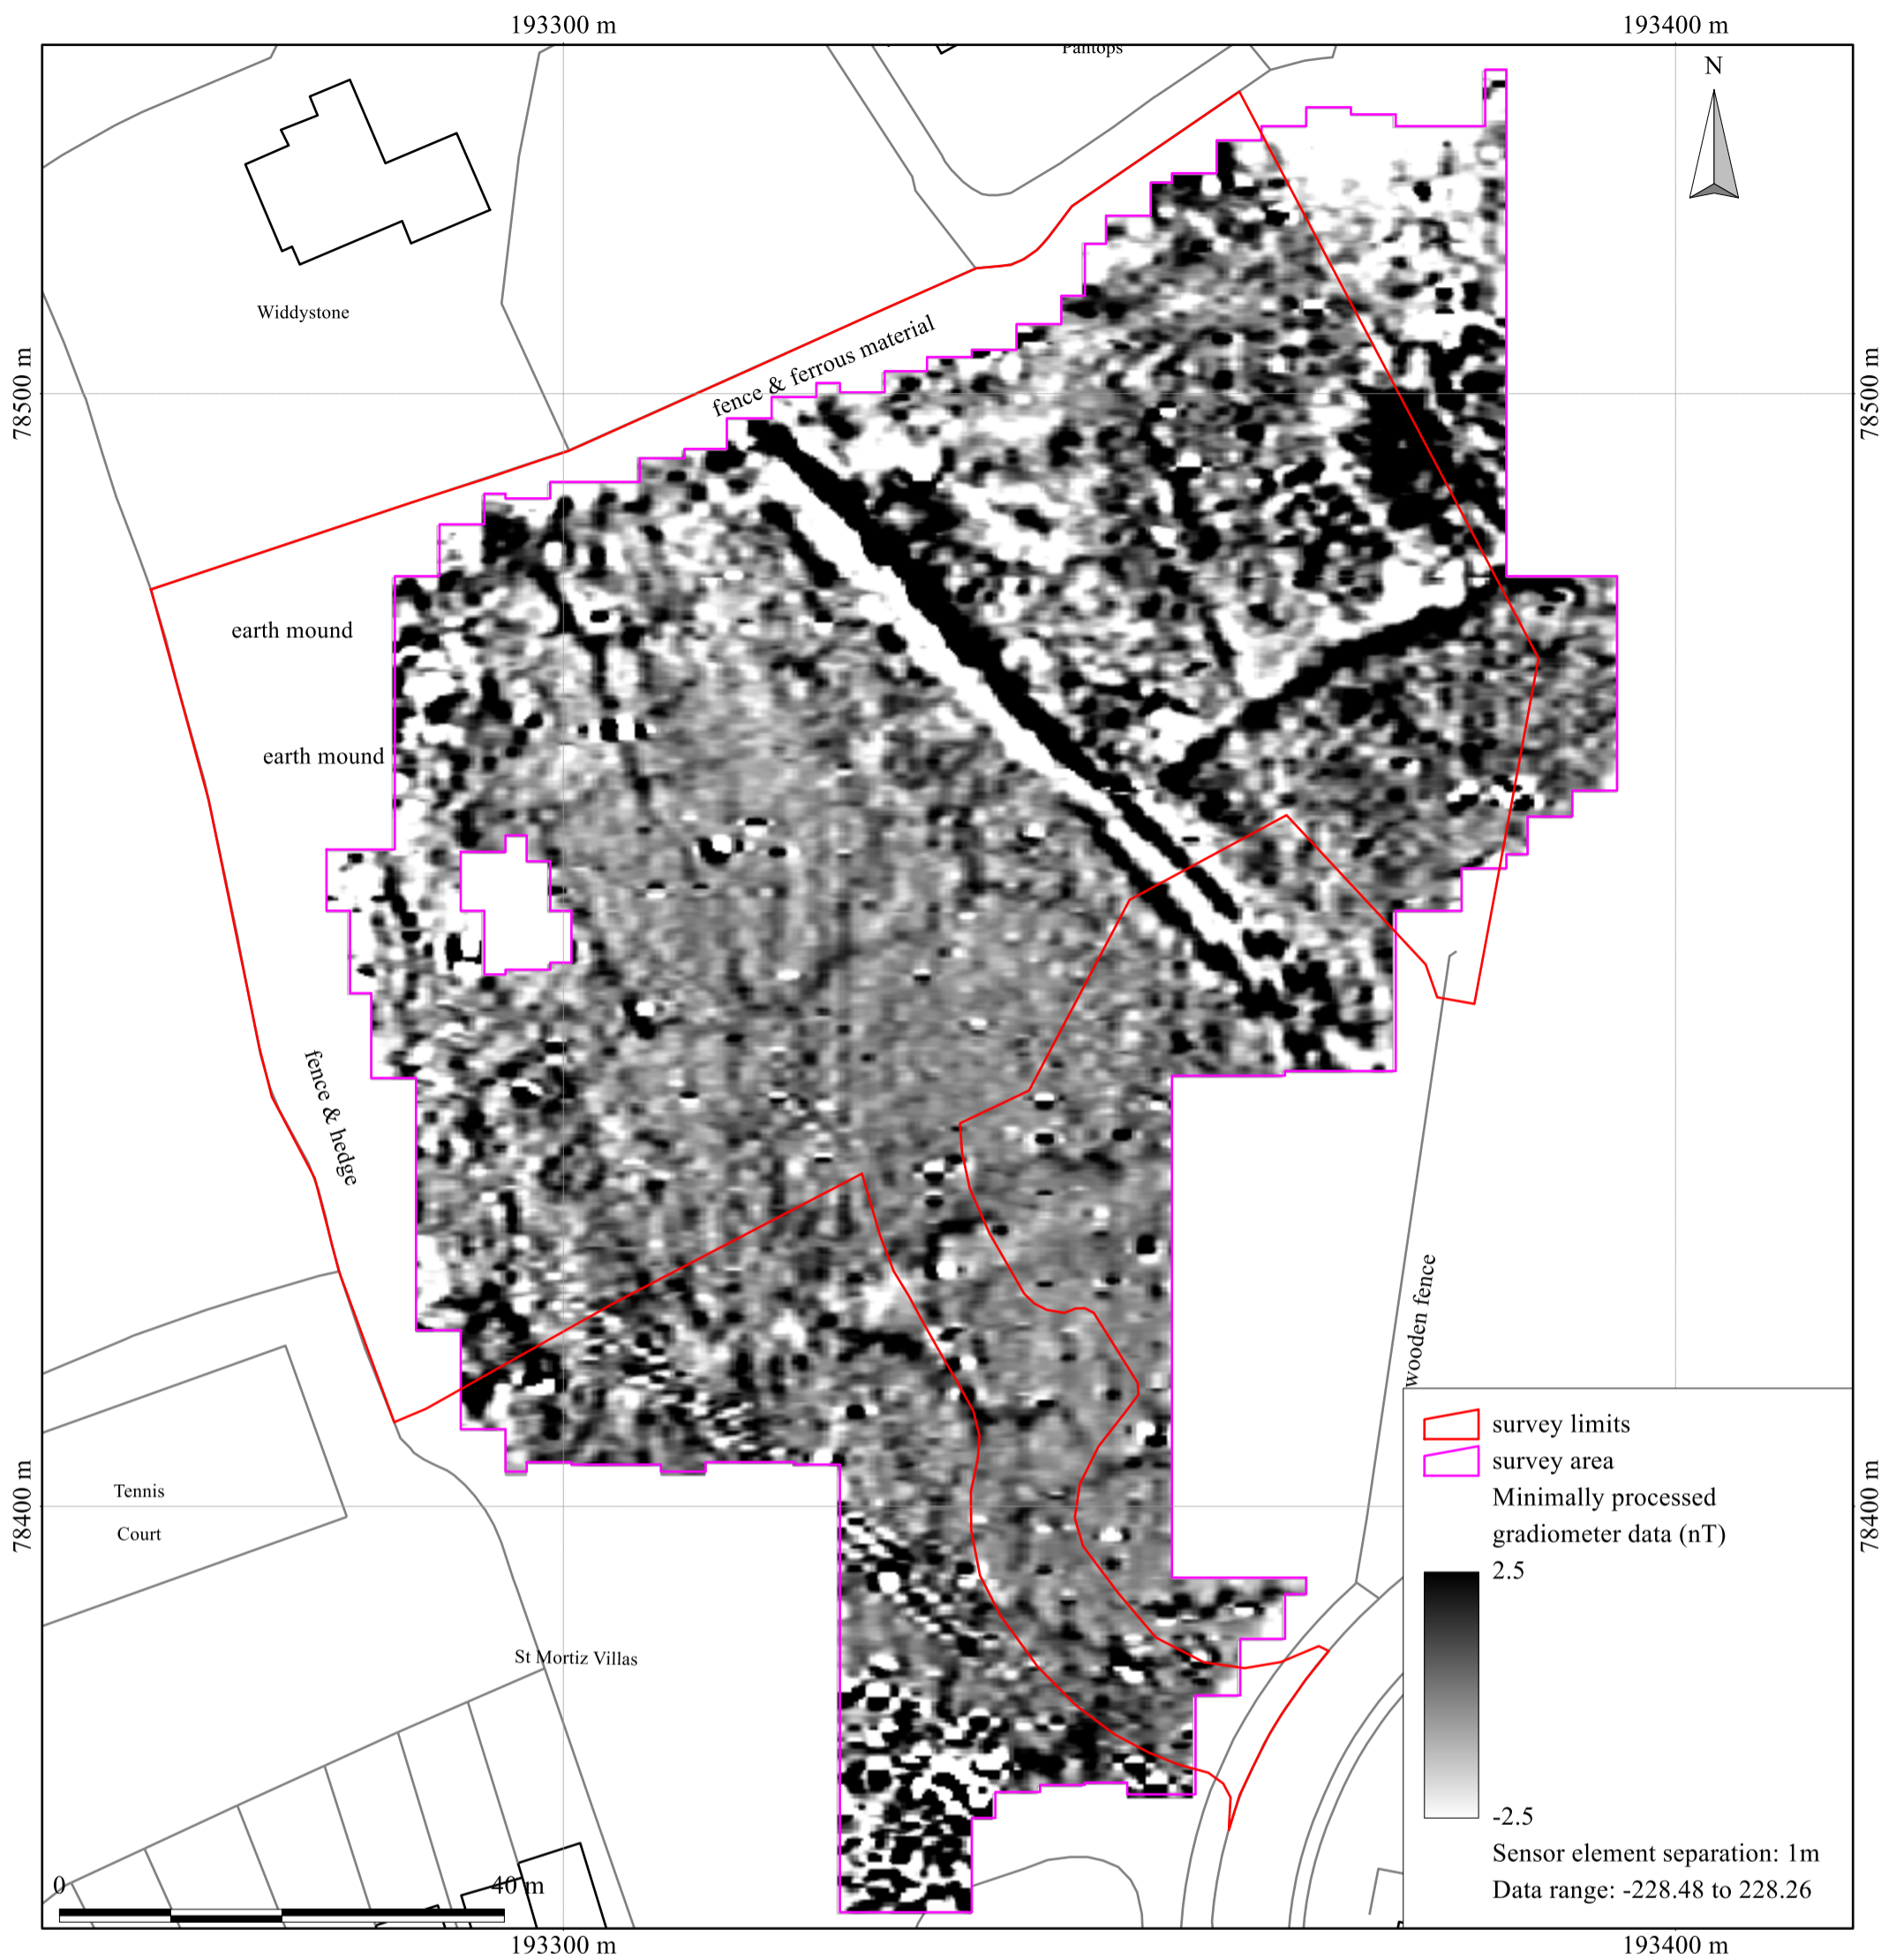 193300 m
193400 m
Pantops
N
Widdystone
fence & ferrous material
78500 m
78500 m
earth mound
earth mound
fence & hedge
wooden fence
Tennis
Court
78400 m
78400 m
St Mortiz Villas
survey limits
survey area
Minimally processed
gradiometer data (nT)
2.5
-2.5
Sensor element separation: 1m
Data range: -228.48 to 228.26
0
40 m
193300 m
193400 m